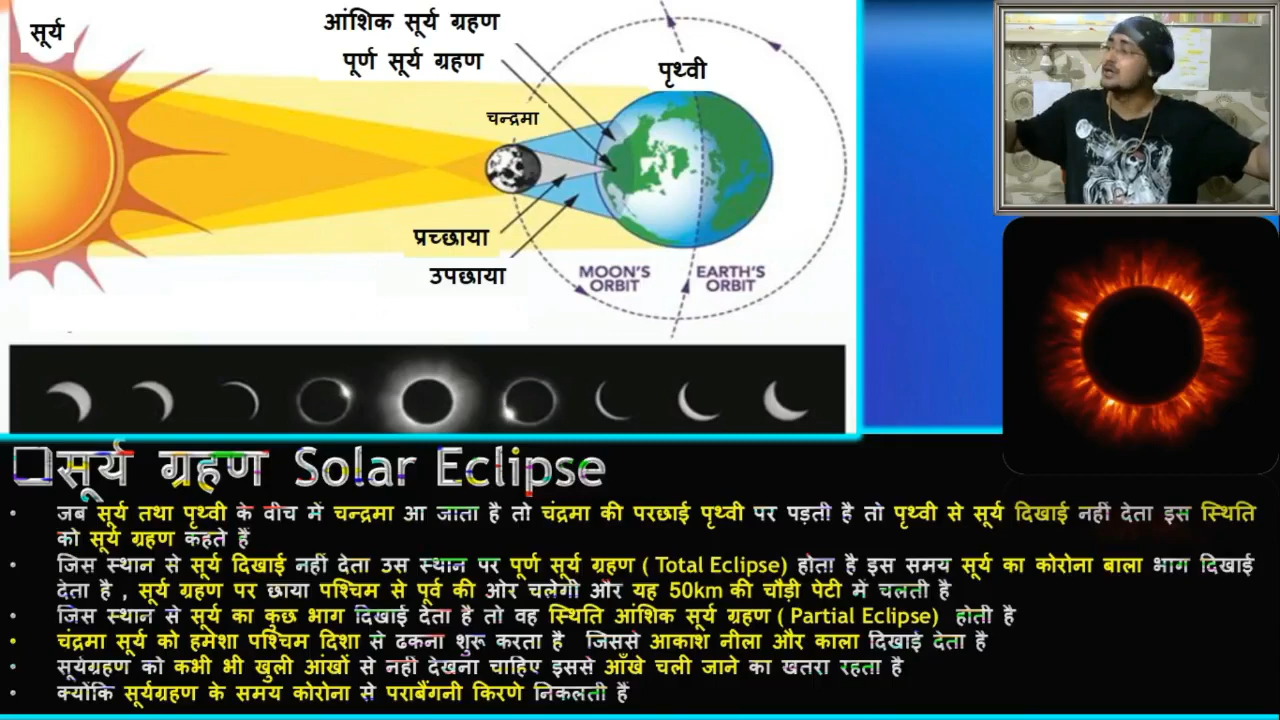 सूर्य
आंशिक सूर्य ग्रहण
पूर्ण सूर्य ग्रहण
पृथ्वी
चन्द्रमा
प्रच्छाया
उपछाया
MOON'S
ORBIT
EARTH'S
ORBIT
❑सूर्य ग्रहण Solar Eclipse
• जब सूर्य तथा पृथ्वी के वीच में चन्द्रमा आ जाता है तो चंद्रमा की परछाई पृथ्वी पर पड़ती है तो पृथ्वी से सूर्य दिखाई नहीं देता इस स्थिति
को सूर्य ग्रहण कहते हैं
• जिस स्थान से सूर्य दिखाई नहीं देता उस स्थान पर पूर्ण सूर्य ग्रहण ( Total Eclipse) होता है इस समय सूर्य का कोरोना बाला भाग दिखाई
देता है , सूर्य ग्रहण पर छाया पश्चिम से पूर्व की ओर चलेगी और यह 50km की चौड़ी पेटी में चलती है
• जिस स्थान से सूर्य का कुछ भाग दिखाई देता है तो वह स्थिति आंशिक सूर्य ग्रहण ( Partial Eclipse) होती है
• चंद्रमा सूर्य को हमेशा पश्चिम दिशा से ढकना शुरू करता है जिससे आकाश नीला और काला दिखाई देता है
• सूर्यग्रहण को कभी भी खुली आंखों से नहीं देखना चाहिए इससे आँखे चली जाने का खतरा रहता है
• क्योंकि सूर्यग्रहण के समय कोरोना से पराबैंगनी किरणे निकलती हैं